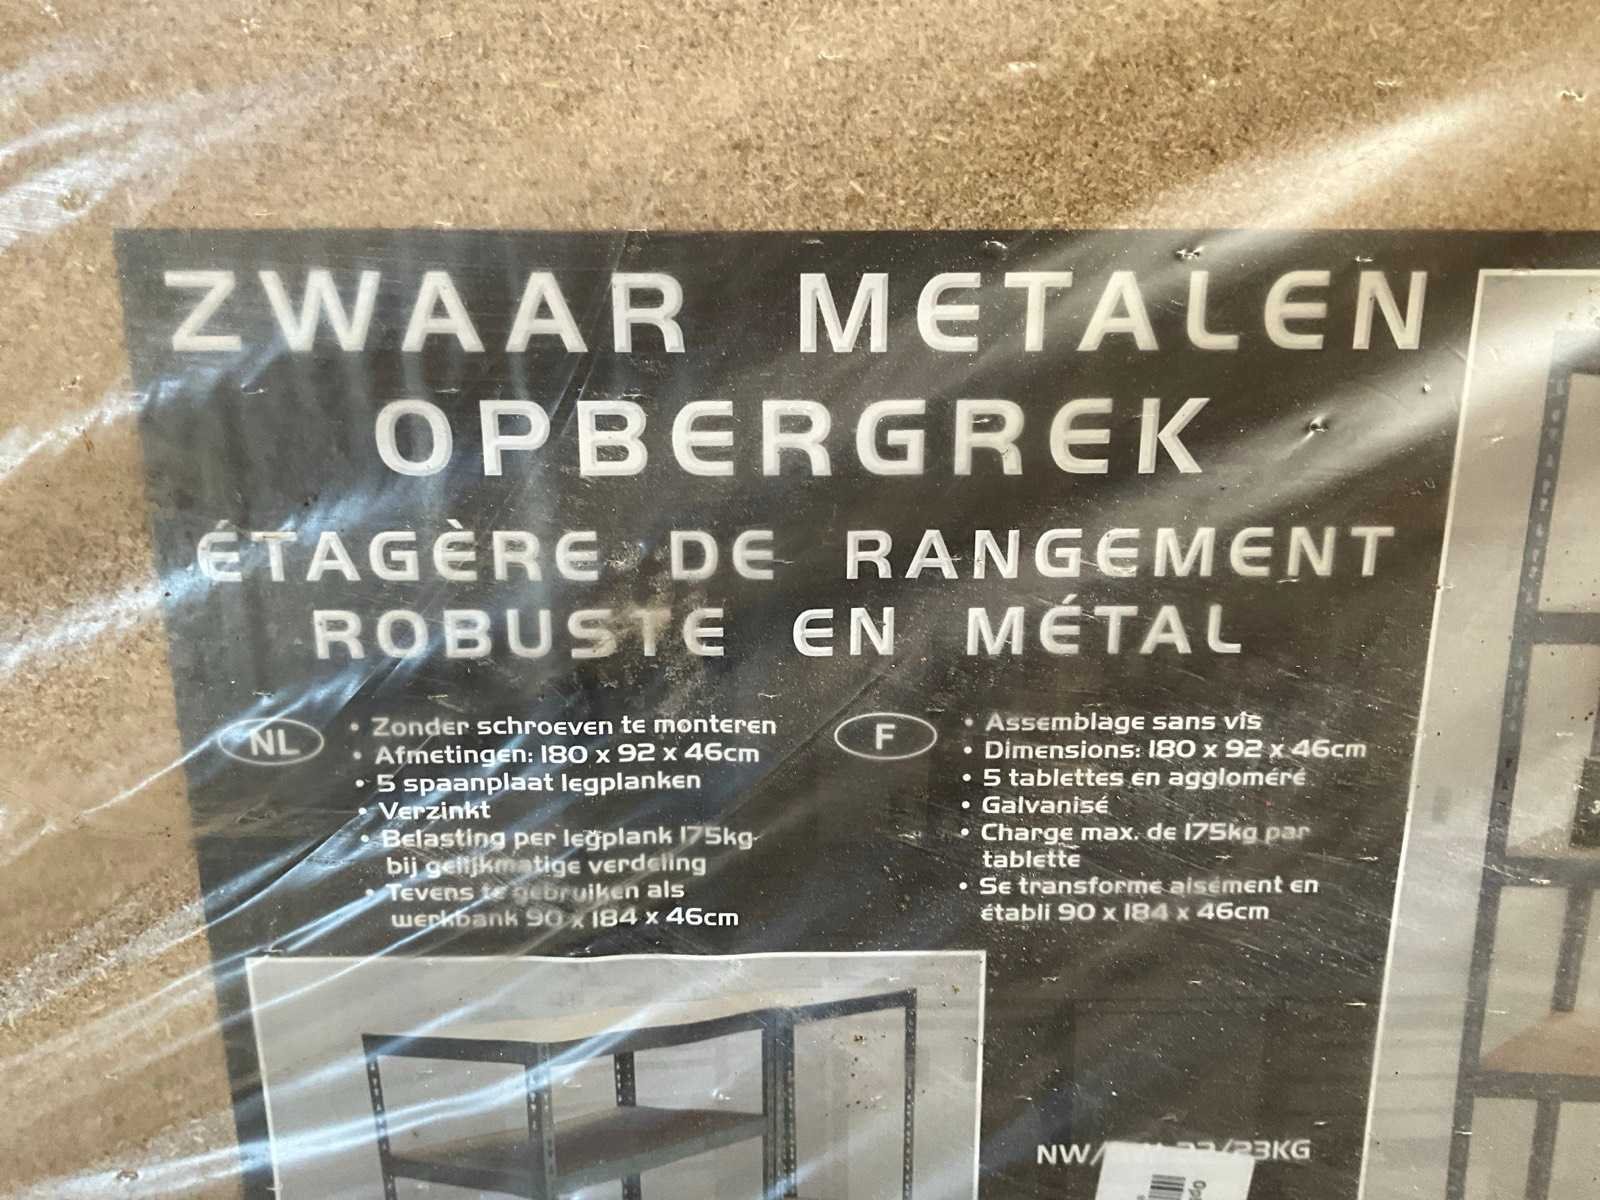 ZWAAR METALEN
OPBERGREK
ÉTAGÈRE DE RANGEMENT
ROBUSTE EN MÉTAL
NL
• Zonder schroeven te monteren
• Afmetingen: 180 x 92 x 46cm
• 5 spaanplaat legplanken
• Verzinkt
• Belasting per legplank 175kg
bij gelijkmatige verdeling
• Tevens te gebruiken als
werkbank 90 x 184 x 46cm
F
• Assemblage sans vis
• Dimensions: 180 x 92 x 46cm
• 5 tablettes en aggloméré
• Galvanisé
• Charge max. de 175kg par
tablette
• Se transforme aisément en
établi 90 x 184 x 46cm
NW/
/23KG